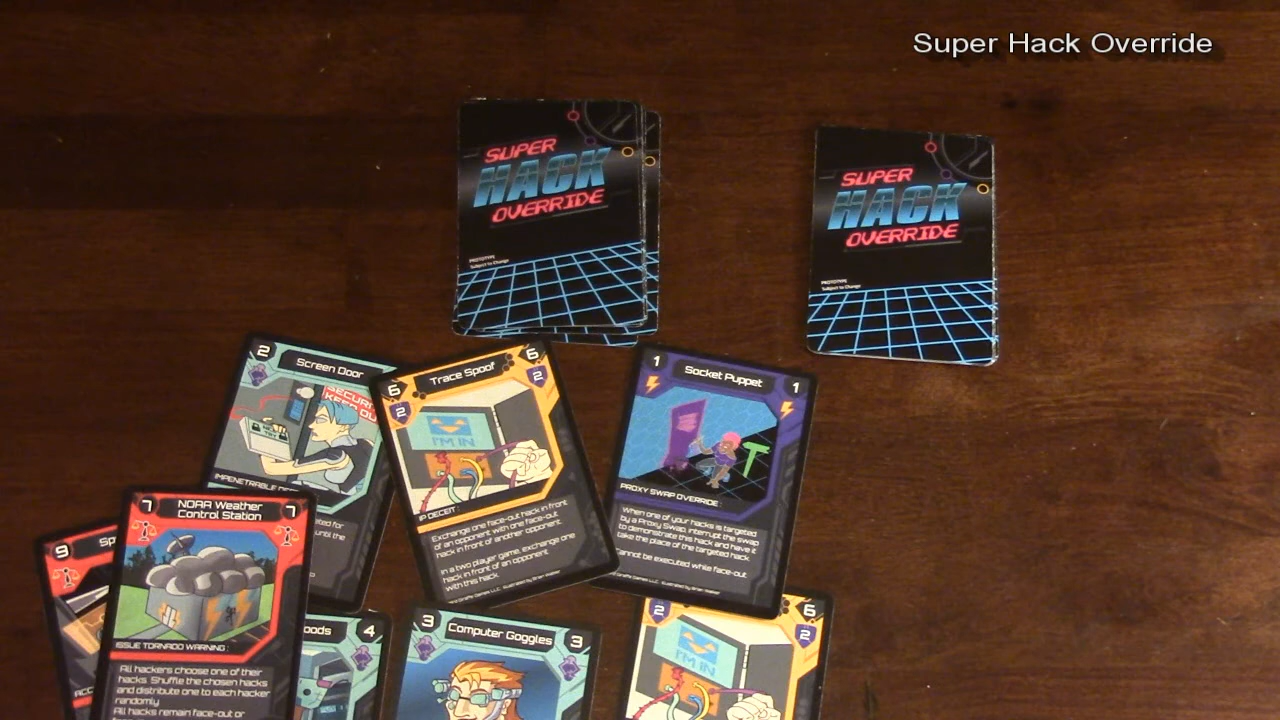 Super Hack Override
SUPER
HACK
OVERRIDE
PROTOTYPE
Subject to Change
SUPER
HACK
OVERRIDE
PROTOTYPE
Subject to Change
2
Screen Door
SECURI
KEEP OU
6
Trace Spoof
6
2
2
I'M IN
IP DECEIT :
Exchange one face-out hack in front
of an opponent with one face-out
hack in front of another opponent.
In a two player game, exchange one
hack in front of an opponent
with this hack.
1
Socket Puppet
1
PROXY SWAP OVERRIDE :
When one of your hacks is targeted
by a Proxy Swap, interrupt the swap
to demonstrate this hack and have it
take the place of the targeted hack.
Cannot be executed while face-out
9
Sp
7
NOAA Weather
Control Station
7
ISSUE TORNADO WARNING :
All hackers choose one of their
hacks. Shuffle the chosen hacks
and distribute one to each hacker
randomly
All hacks remain face-out or
oods
4
3
Computer Goggles
3
2
6
2
I'M IN